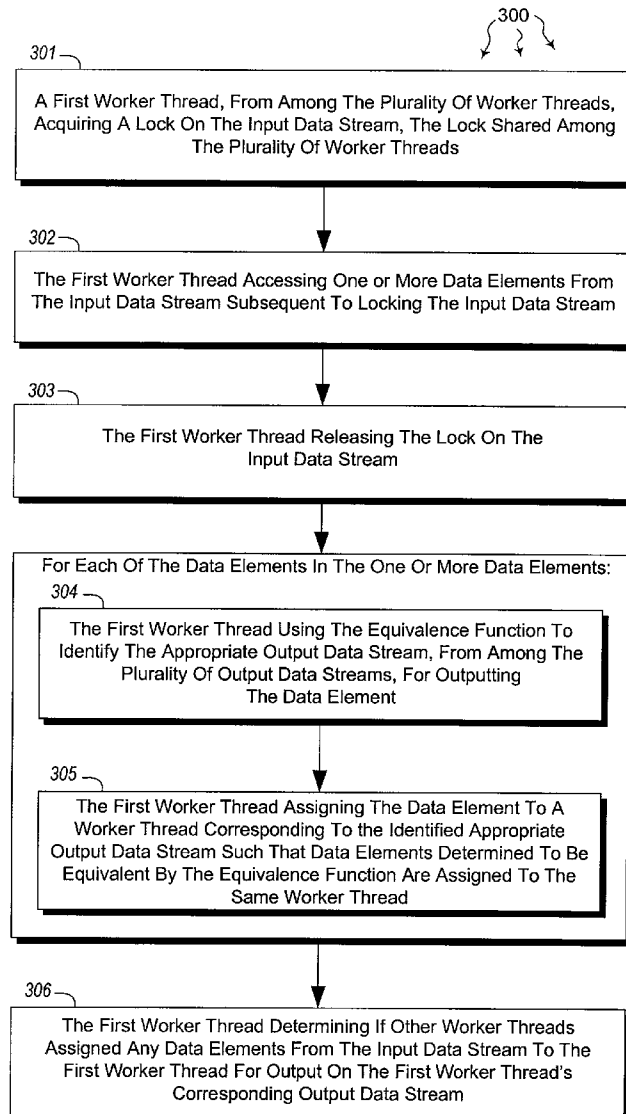 300
301
A First Worker Thread, From Among The Plurality Of Worker Threads,
Acquiring A Lock On The Input Data Stream, The Lock Shared Among
The Plurality Of Worker Threads
302
The First Worker Thread Accessing One or More Data Elements From
The Input Data Stream Subsequent To Locking The Input Data Stream
303
The First Worker Thread Releasing The Lock On The
Input Data Stream
For Each Of The Data Elements In The One Or More Data Elements:
304
The First Worker Thread Using The Equivalence Function To
Identify The Appropriate Output Data Stream, From Among The
Plurality Of Output Data Streams, For Outputting
The Data Element
305
The First Worker Thread Assigning The Data Element To A
Worker Thread Corresponding To the Identified Appropriate
Output Data Stream Such That Data Elements Determined To Be
Equivalent By The Equivalence Function Are Assigned To The
Same Worker Thread
306
The First Worker Thread Determining If Other Worker Threads
Assigned Any Data Elements From The Input Data Stream To The
First Worker Thread For Output On The First Worker Thread's
Corresponding Output Data Stream